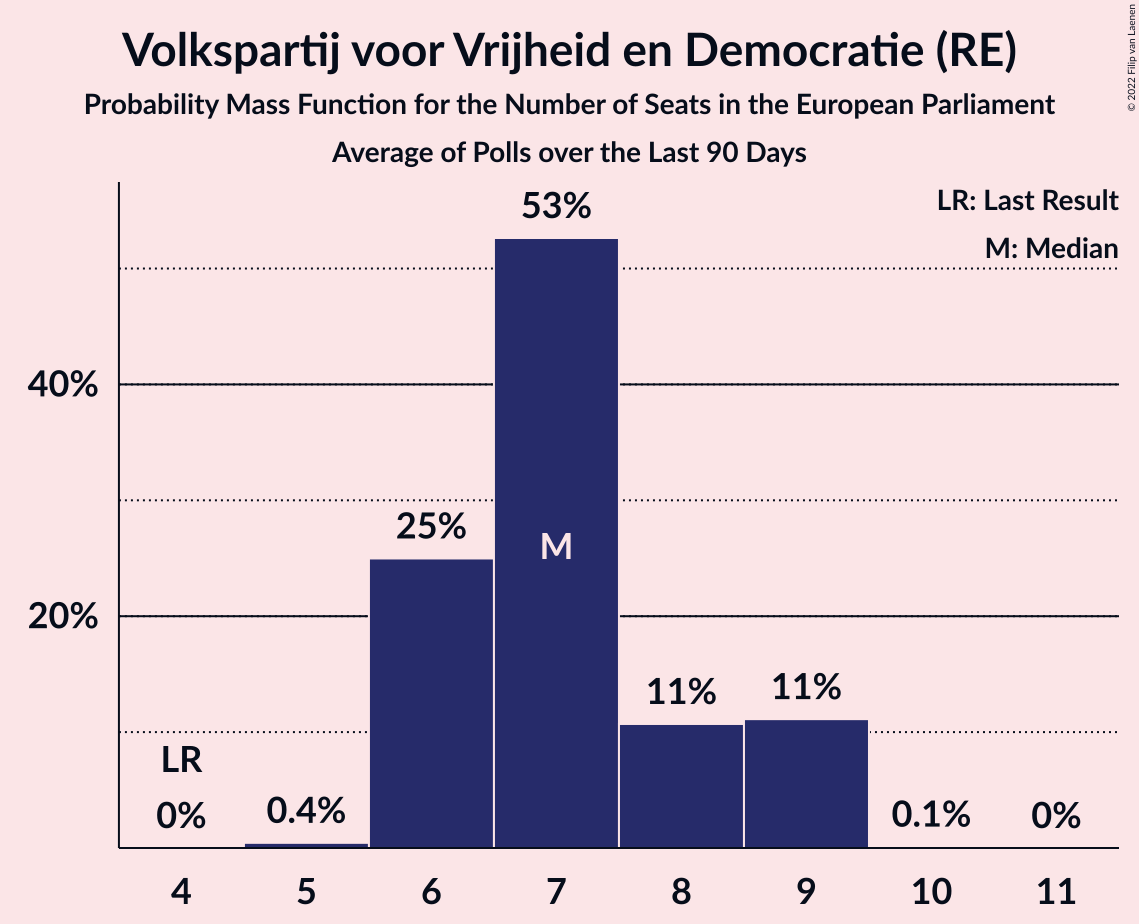 Volkspartij voor Vrijheid en Democratie (RE)
Probability Mass Function for the Number of Seats in the European Parliament
Average of Polls over the Last 90 Days
© 2022 Filip van Laenen
LR: Last Result
M: Median
53%
40%
25%
M
20%
11%
11%
LR
0%
0.4%
0.1%
0%
4 5 6 7 8 9 10 11